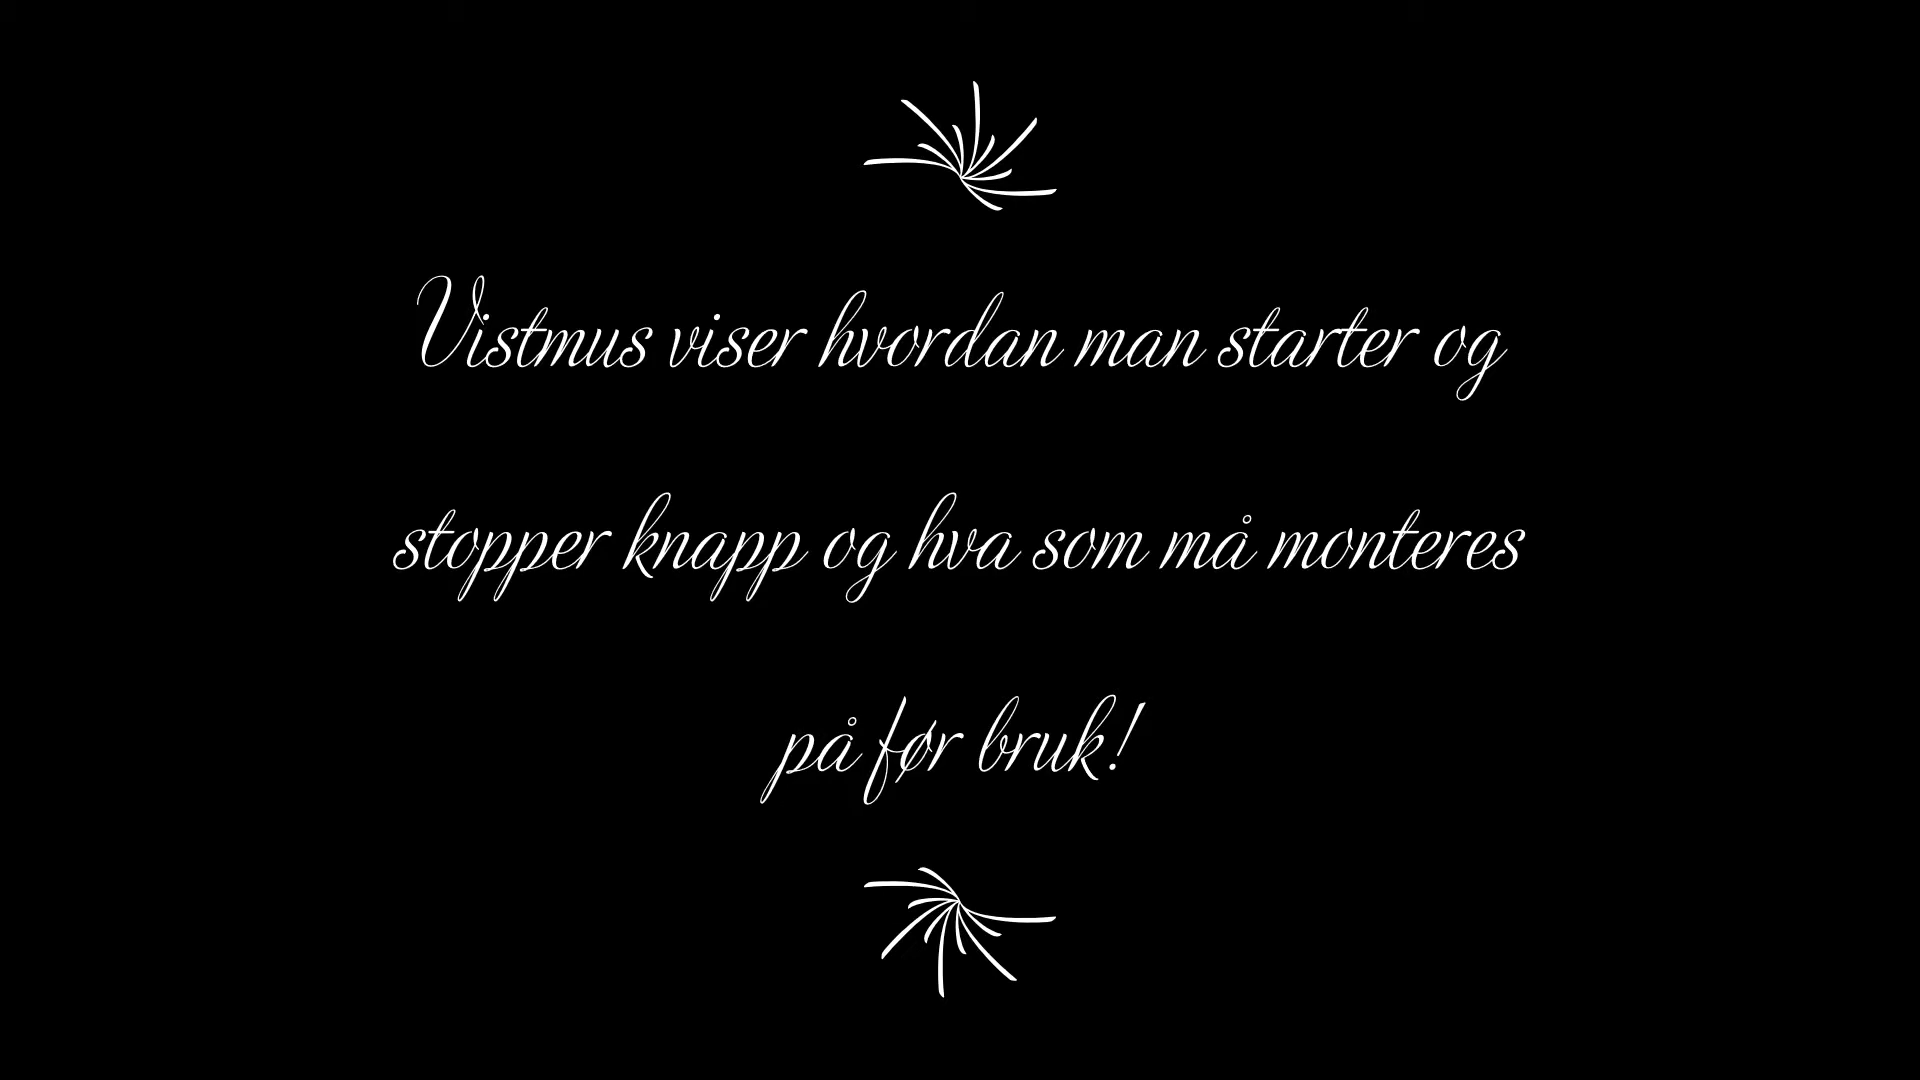 Vistmus viser hvordan man starter og
stopper knapp og hva som må monteres
på før bruk!